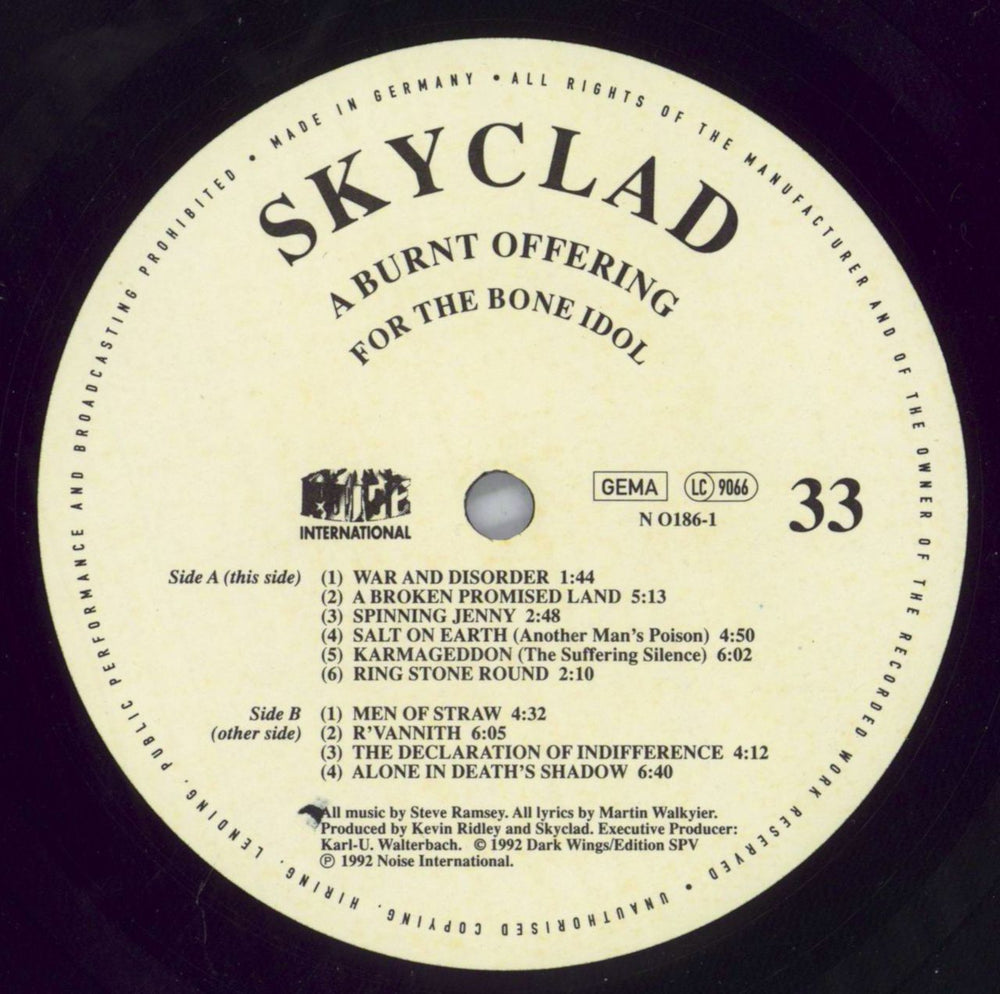 MADE IN GERMANY • ALL RIGHTS OF THE MANUFACTURER AND OF THE OWNER OF THE RECORDED WORK RESERVED • UNAUTHORISED COPYING, HIRING, LENDING, PUBLIC PERFORMANCE AND BROADCASTING PROHIBITED •
SKYCLAD
A BURNT OFFERING
FOR THE BONE IDOL
NOISE
INTERNATIONAL
GEMA LC 9066
N O186-1
33
Side A (this side) (1) WAR AND DISORDER 1:44
(2) A BROKEN PROMISED LAND 5:13
(3) SPINNING JENNY 2:48
(4) SALT ON EARTH (Another Man's Poison) 4:50
(5) KARMAGEDDON (The Suffering Silence) 6:02
(6) RING STONE ROUND 2:10
Side B (1) MEN OF STRAW 4:32
(other side) (2) R'VANNITH 6:05
(3) THE DECLARATION OF INDIFFERENCE 4:12
(4) ALONE IN DEATH'S SHADOW 6:40
All music by Steve Ramsey. All lyrics by Martin Walkyier.
Produced by Kevin Ridley and Skyclad. Executive Producer:
Karl-U. Walterbach. © 1992 Dark Wings/Edition SPV
℗ 1992 Noise International.